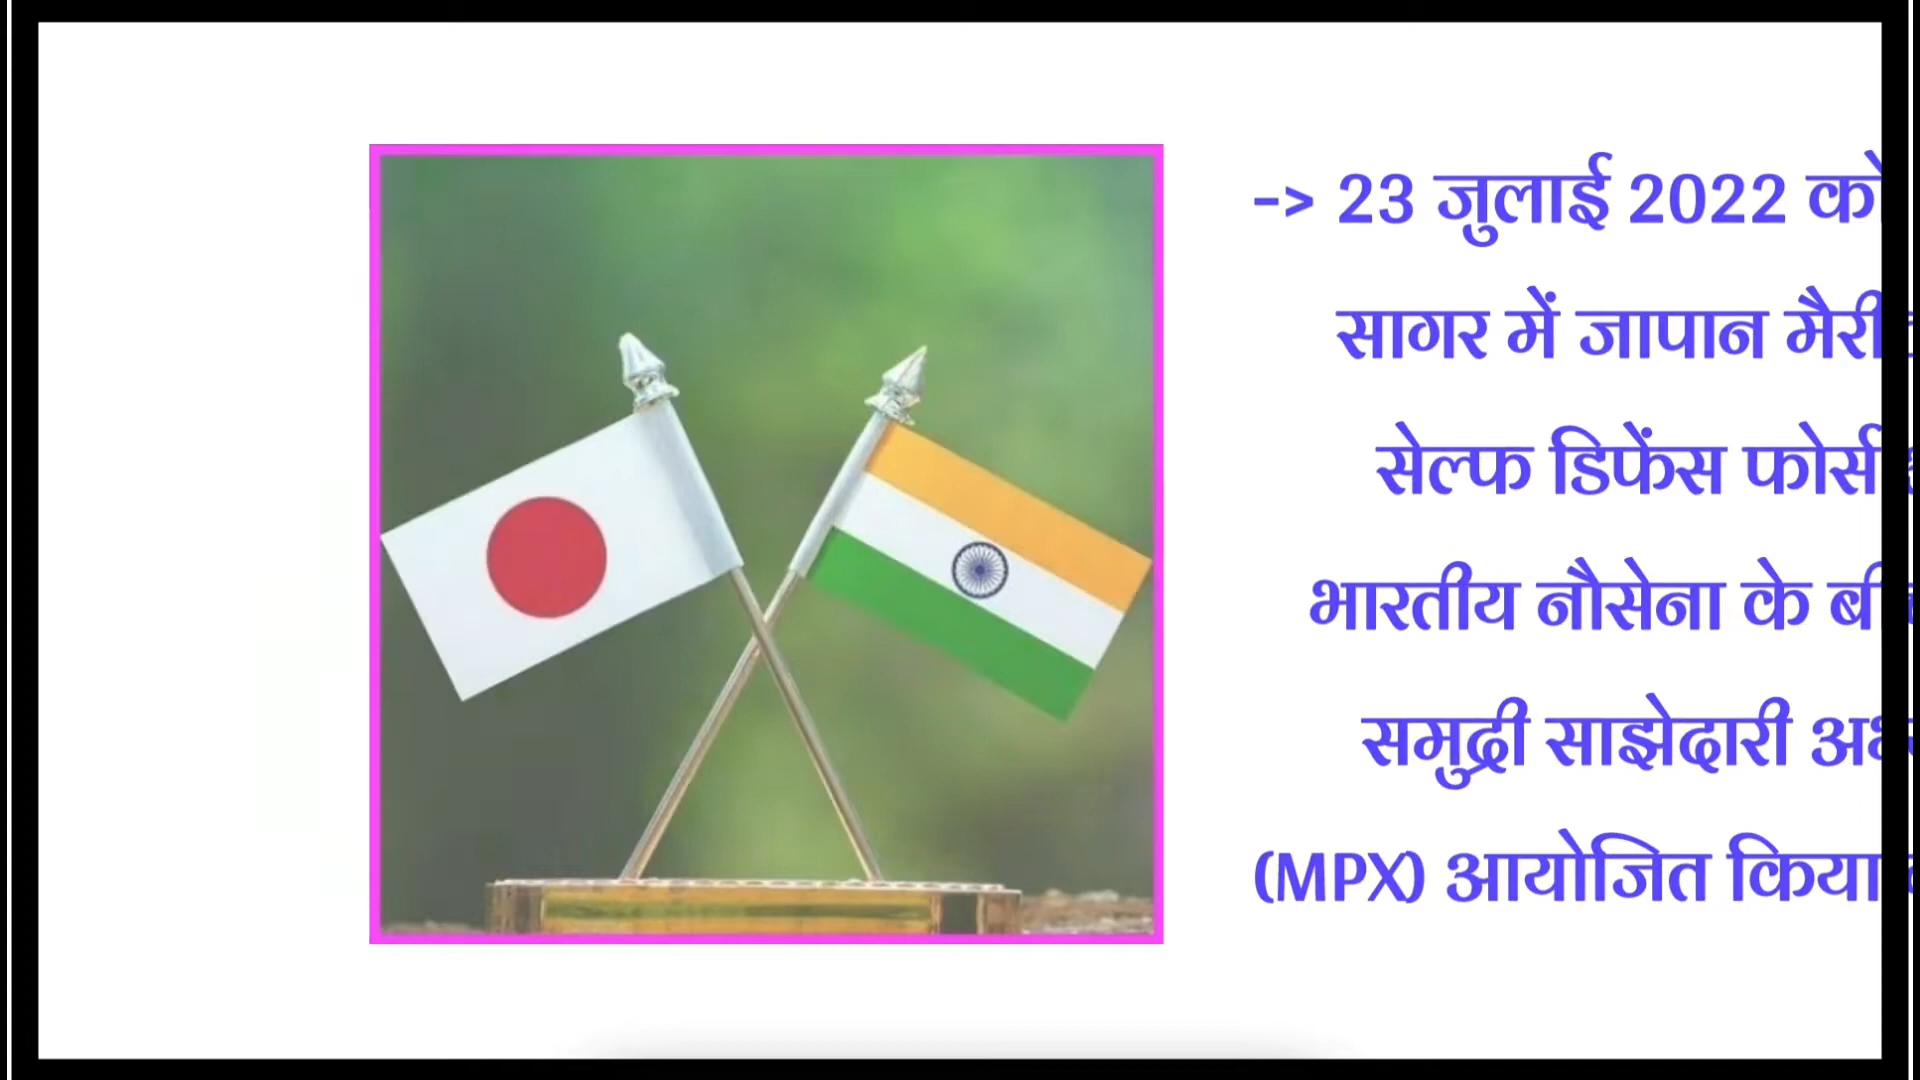 -> 23 जुलाई 2022 को
सागर में जापान
सेल्फ डिफेंस फोर्स
भारतीय नौसेना के
समुद्री साझेदारी
(MPX) आयोजित किया